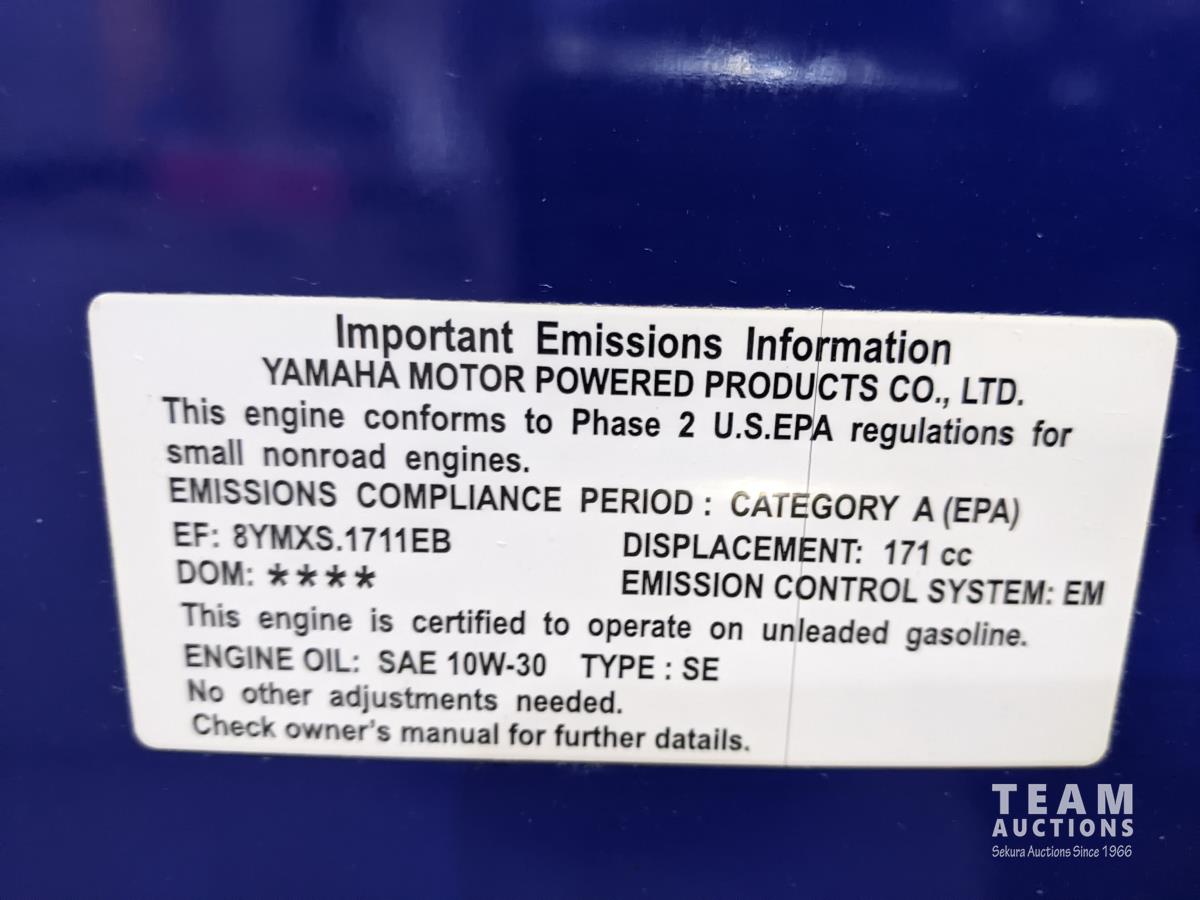 Important Emissions Information
YAMAHA MOTOR POWERED PRODUCTS CO., LTD.
This engine conforms to Phase 2 U.S.EPA regulations for
small nonroad engines.
EMISSIONS COMPLIANCE PERIOD : CATEGORY A (EPA)
EF: 8YMXS.1711EB DISPLACEMENT: 171 cc
DOM: **** EMISSION CONTROL SYSTEM: EM
This engine is certified to operate on unleaded gasoline.
ENGINE OIL: SAE 10W-30 TYPE : SE
No other adjustments needed.
Check owner's manual for further datails.
TEAM
AUCTIONS
Sekura Auctions Since 1966